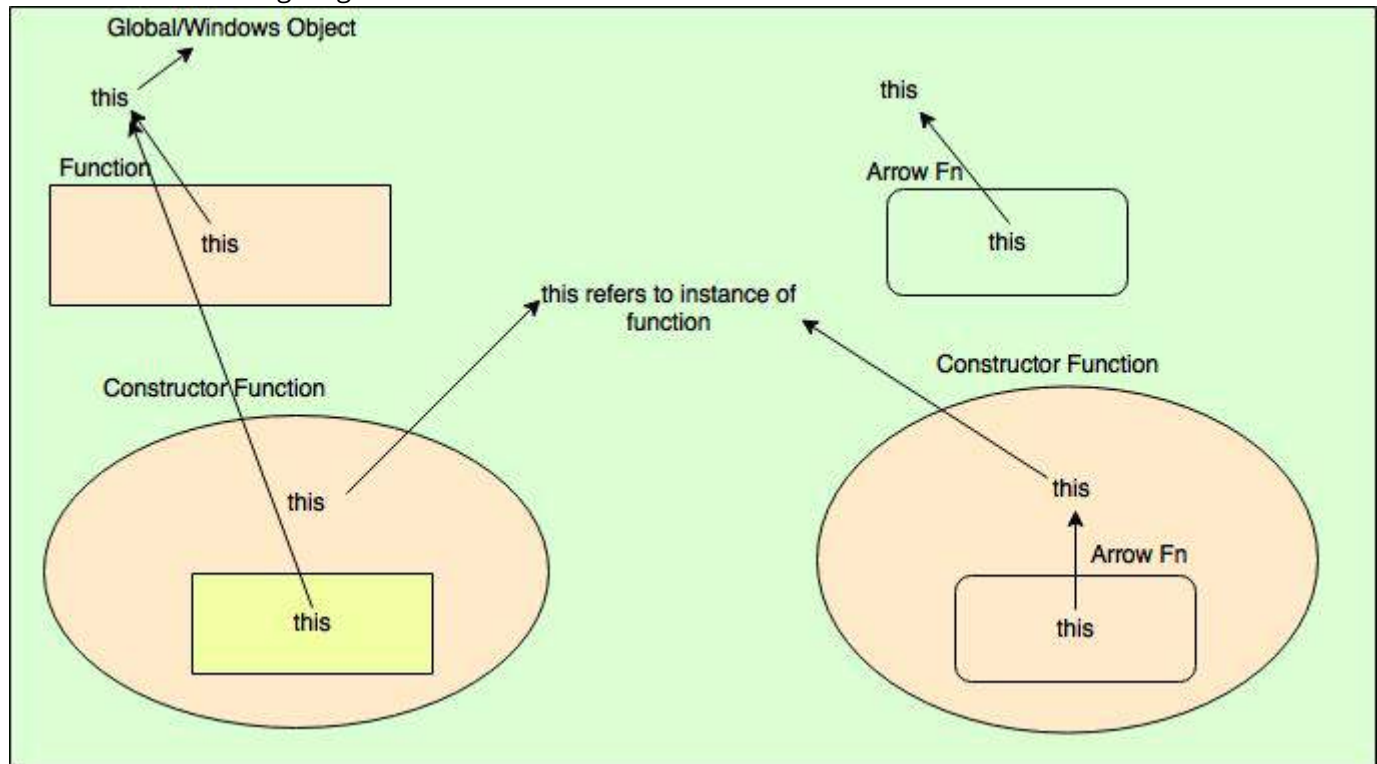 Global/Windows Object
this
this
Function
Arrow Fn
this
this
this refers to instance of
function
Constructor Function
Constructor Function
this
this
Arrow Fn
this
this